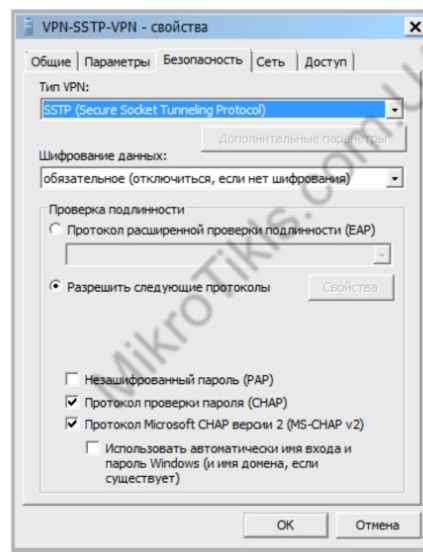 VPN-SSTP-VPN - свойства
Общие Параметры Безопасность Сеть Доступ
Тип VPN:
SSTP (Secure Socket Tunneling Protocol)
Дополнительные параметры
Шифрование данных:
обязательное (отключиться, если нет шифрования)
Проверка подлинности
Протокол расширенной проверки подлинности (EAP)
Разрешить следующие протоколы
Свойства
Незашифрованный пароль (PAP)
Протокол проверки пароля (CHAP)
Протокол Microsoft CHAP версии 2 (MS-CHAP v2)
Использовать автоматически имя входа и
пароль Windows (и имя домена, если
существует)
OK Отмена